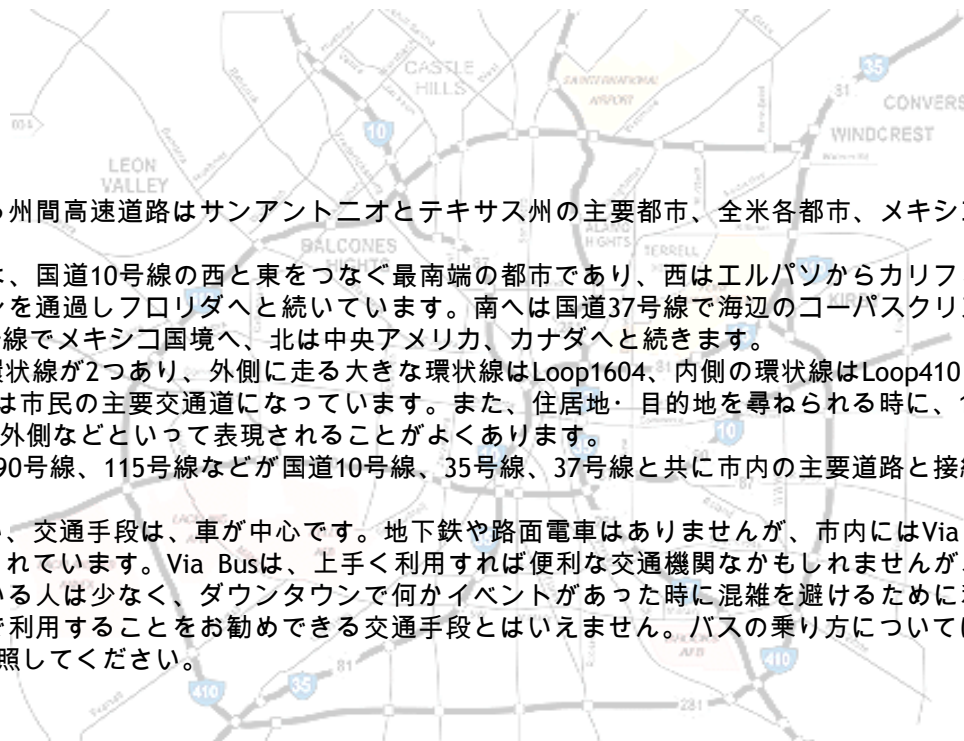 CASTLE
HILLS
SAN INTERNATIONAL
AIRPORT
35
81
CONVERS
WINDCREST
10
LEON
VALLEY
州間高速道路はサンアントニオとテキサス州の主要都市、全米各都市、メキシ
ALAMO
HIGHTS
TERRELL
BALCONES
HIGHTS
87
、国道10号線の西と東をつなぐ最南端の都市であり、西はエルパソからカリフ
KIR
ンを通過しフロリダへと続いています。南へは国道37号線で海辺のコーパスクリ
号線でメキシコ国境へ、北は中央アメリカ、カナダへと続きます。
環状線が2つあり、外側に走る大きな環状線はLoop1604、内側の環状線はLoop410
は市民の主要交通道になっています。また、住居地・目的地を尋ねられる時に、
外側などといって表現されることがよくあります。
10
90号線、115号線などが国道10号線、35号線、37号線と共に市内の主要道路と接
、交通手段は、車が中心です。地下鉄や路面電車はありませんが、市内にはVia
れています。Via Busは、上手く利用すれば便利な交通機関なかもしれませんが
いる人は少なく、ダウンタウンで何かイベントがあった時に混雑を避けるために
で利用することをお勧めできる交通手段とはいえません。バスの乗り方については
AFB
照してください。
81
410
410
35
281